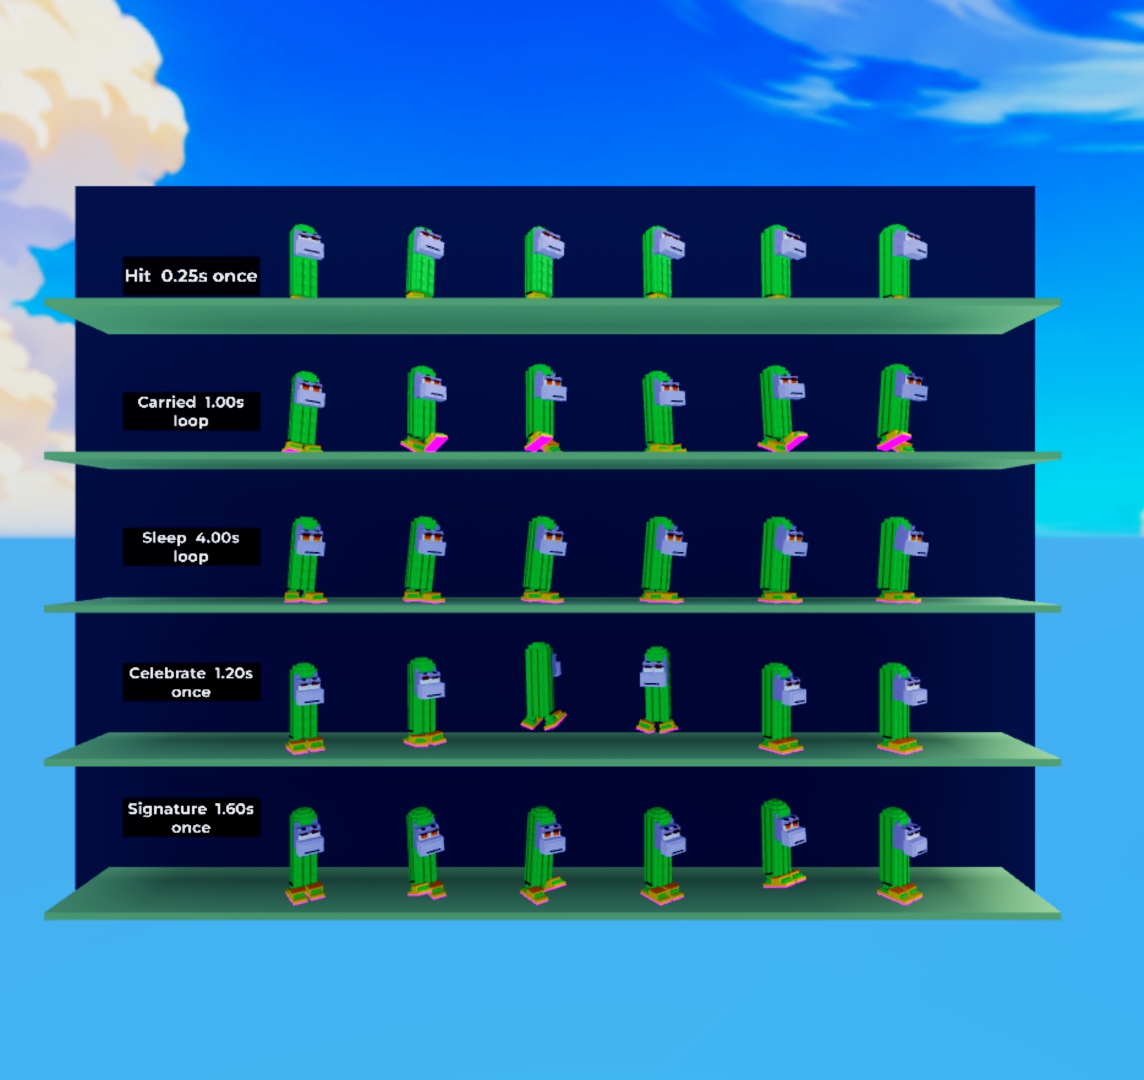 Hit 0.25s once
Carried 1.00s
loop
Sleep 4.00s
loop
Celebrate 1.20s
once
Signature 1.60s
once